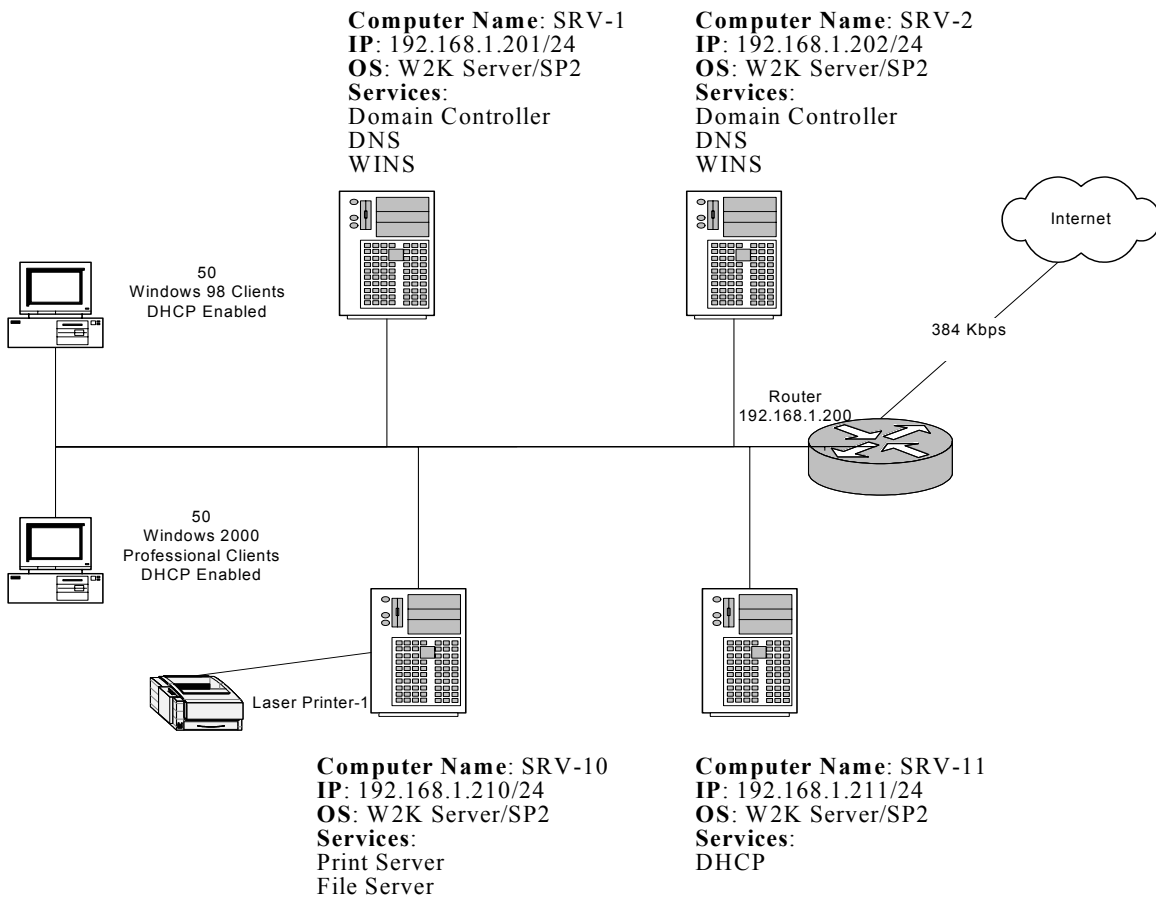 Computer Name: SRV-1
IP: 192.168.1.201/24
OS: W2K Server/SP2
Services:
Domain Controller
DNS
WINS
Computer Name: SRV-2
IP: 192.168.1.202/24
OS: W2K Server/SP2
Services:
Domain Controller
DNS
WINS
Internet
50
Windows 98 Clients
DHCP Enabled
384 Kbps
Router
192.168.1.200
50
Windows 2000
Professional Clients
DHCP Enabled
Laser Printer-1
Computer Name: SRV-10
IP: 192.168.1.210/24
OS: W2K Server/SP2
Services:
Print Server
File Server
Computer Name: SRV-11
IP: 192.168.1.211/24
OS: W2K Server/SP2
Services:
DHCP